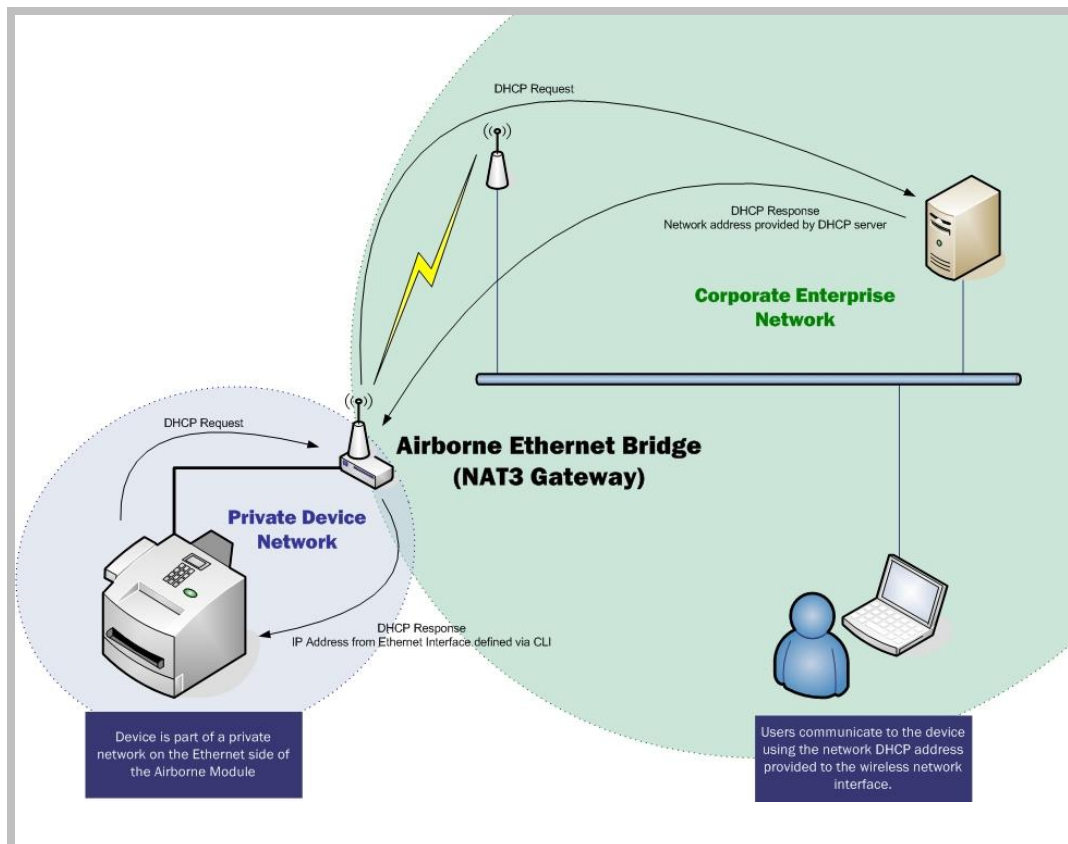 DHCP Request
DHCP Response
Network address provided by DHCP server
Corporate Enterprise
Network
DHCP Request
Airborne Ethernet Bridge
(NAT3 Gateway)
Private Device
Network
DHCP Response
IP Address from Ethernet Interface defined via CLI
Device is part of a private
network on the Ethernet side of
the Airborne Module
Users communicate to the device
using the network DHCP address
provided to the wireless network
interface.